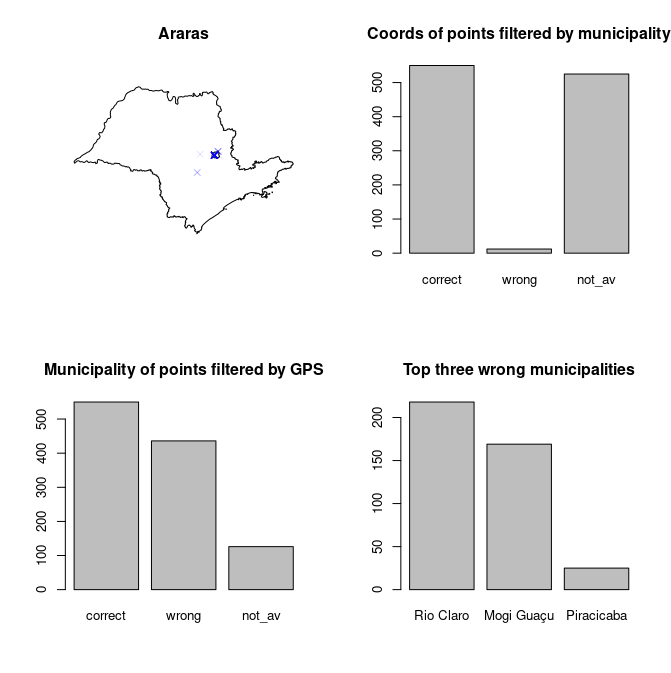 Araras
Coords of points filtered by municipality
0 100 200 300 400 500
correct wrong not_av
Municipality of points filtered by GPS
0 100 200 300 400 500
correct wrong not_av
Top three wrong municipalities
0 50 100 150 200
Rio Claro Mogi Guaçu Piracicaba